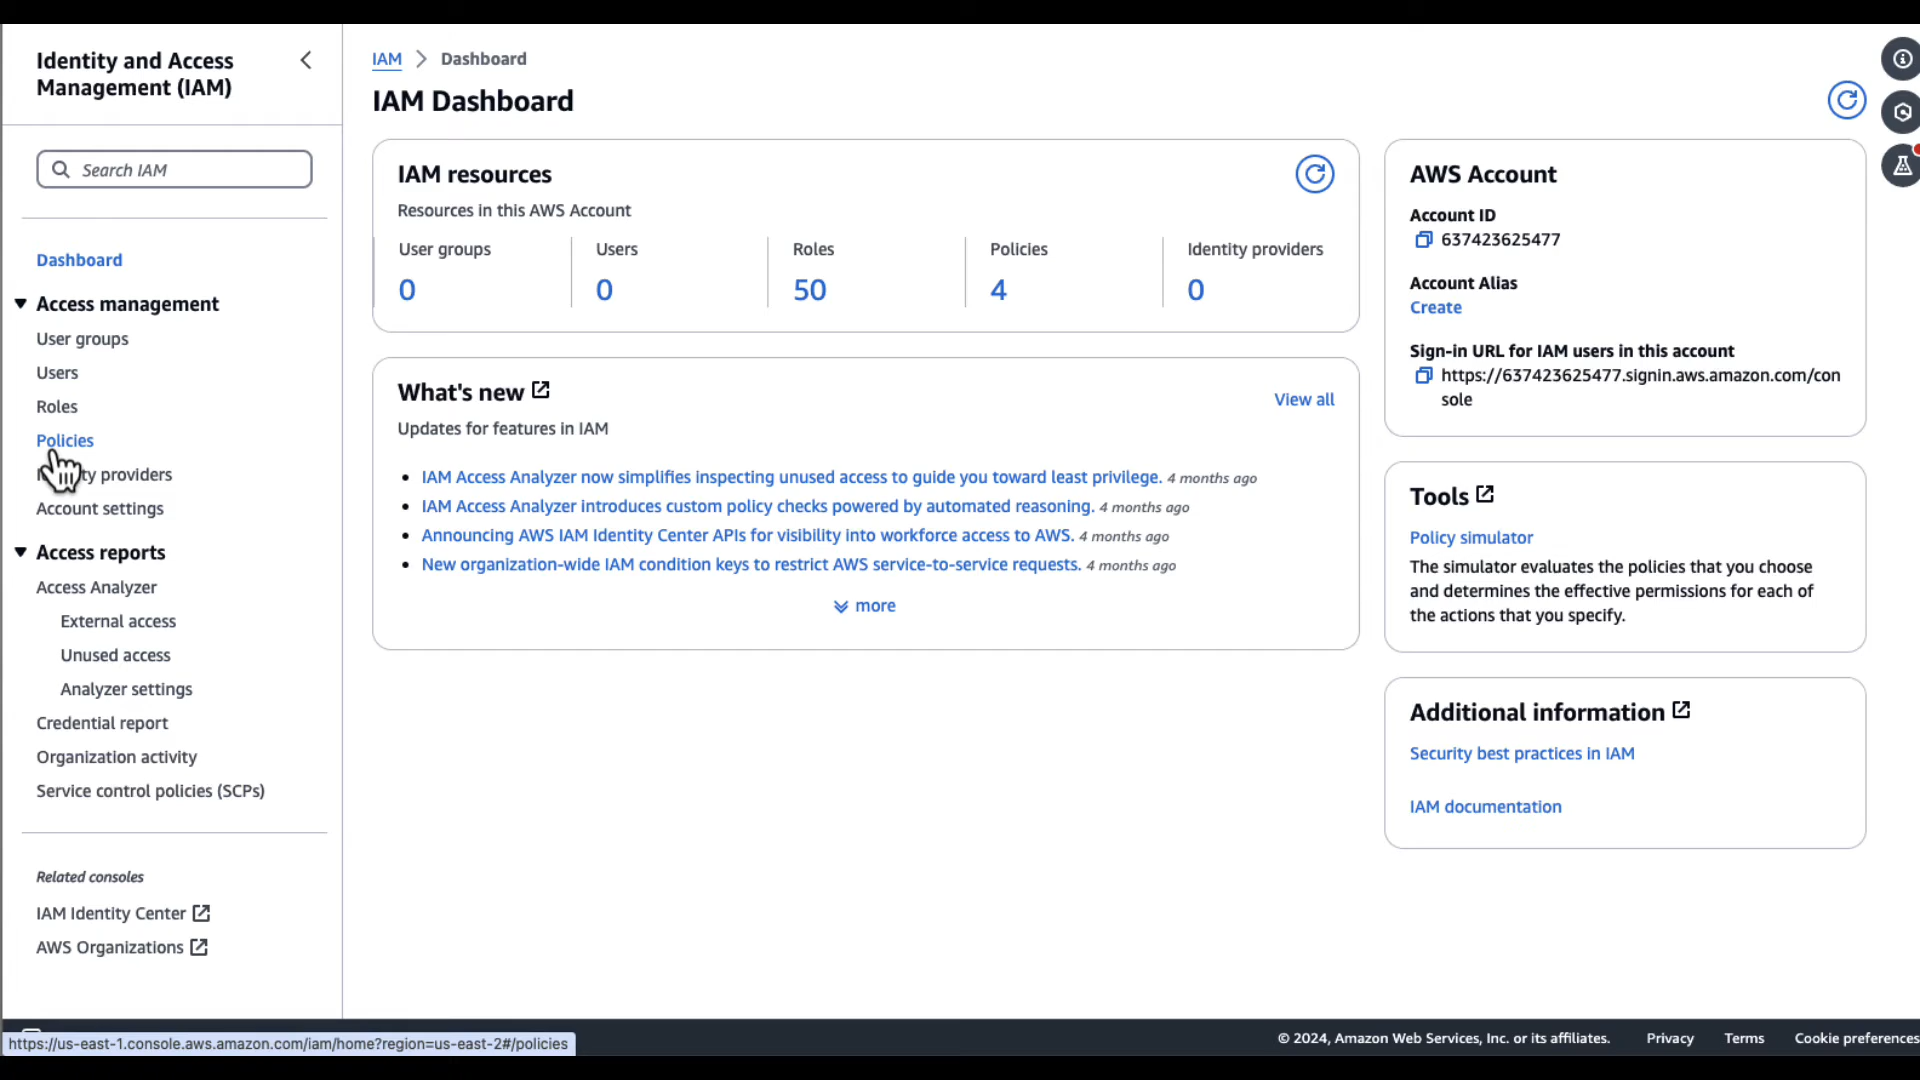 Identity and Access
Management (IAM)
Search IAM
Dashboard
Access management
User groups
Users
Roles
Policies
ty providers
Account settings
Access reports
Access Analyzer
External access
Unused access
Analyzer settings
Credential report
Organization activity
Service control policies (SCPs)
Related consoles
IAM Identity Center
AWS Organizations
IAM > Dashboard
IAM Dashboard
IAM resources
Resources in this AWS Account
User groups Users Roles Policies Identity providers
0 0 50 4 0
What's new
View all
Updates for features in IAM
IAM Access Analyzer now simplifies inspecting unused access to guide you toward least privilege. 4 months ago
IAM Access Analyzer introduces custom policy checks powered by automated reasoning. 4 months ago
Announcing AWS IAM Identity Center APIs for visibility into workforce access to AWS. 4 months ago
New organization-wide IAM condition keys to restrict AWS service-to-service requests. 4 months ago
more
AWS Account
Account ID
637423625477
Account Alias
Create
Sign-in URL for IAM users in this account
https://637423625477.signin.aws.amazon.com/con
sole
Tools
Policy simulator
The simulator evaluates the policies that you choose
and determines the effective permissions for each of
the actions that you specify.
Additional information
Security best practices in IAM
IAM documentation
https://us-east-1.console.aws.amazon.com/iam/home?region=us-east-2#/policies
© 2024, Amazon Web Services, Inc. or its affiliates. Privacy Terms Cookie preferences